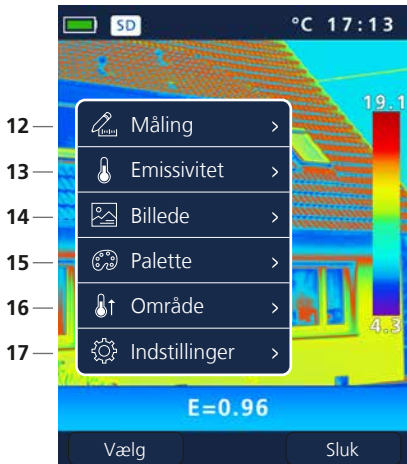 SD °C 17:13
19.1
12 Måling >
13 Emissivitet >
14 Billede >
15 Palette >
16 Område >
17 Indstillinger >
4.3
E=0.96
Vælg Sluk